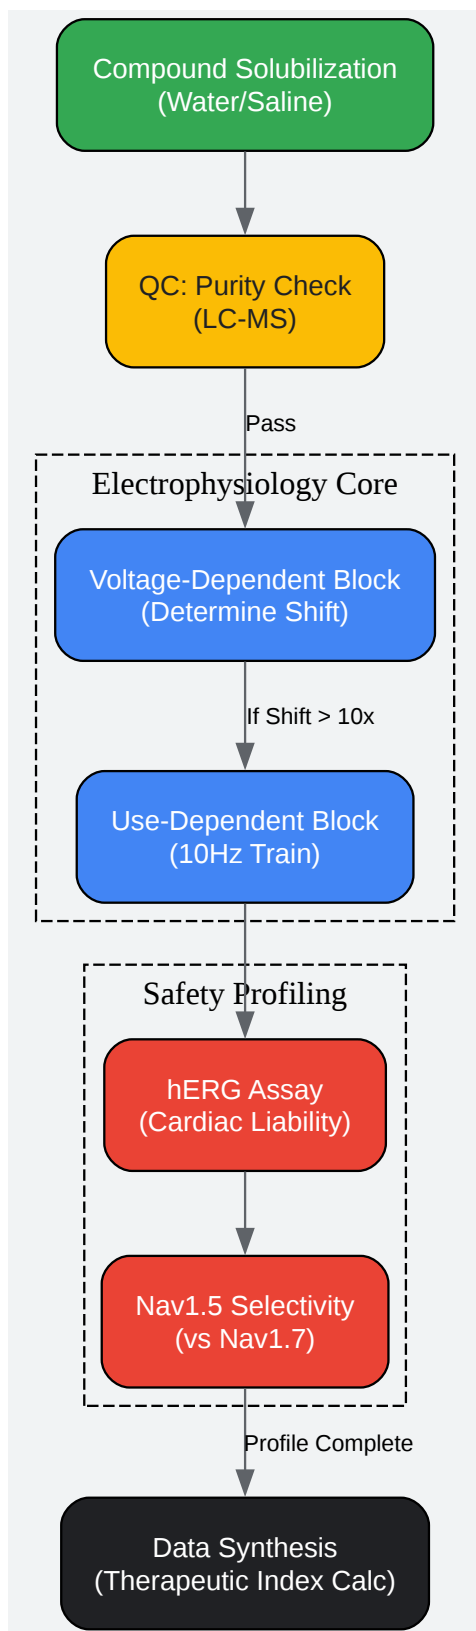 Compound Solubilization
(Water/Saline)
QC: Purity Check
(LC-MS)
Pass
Electrophysiology Core
Voltage-Dependent Block
(Determine Shift)
If Shift > 10x
Use-Dependent Block
(10Hz Train)
Safety Profiling
hERG Assay
(Cardiac Liability)
Nav1.5 Selectivity
(vs Nav1.7)
Profile Complete
Data Synthesis
(Therapeutic Index Calc)